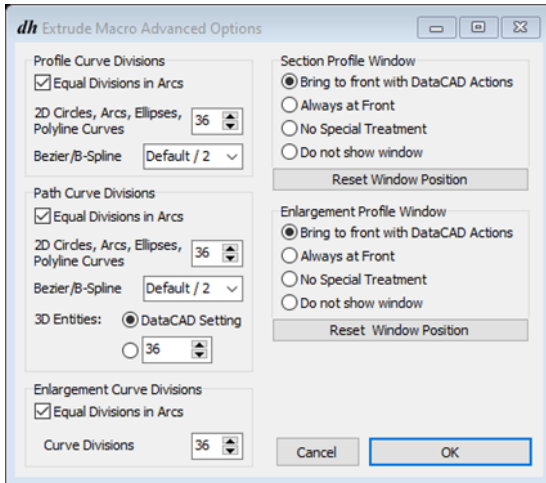 dh Extrude Macro Advanced Options
Profile Curve Divisions
Equal Divisions in Arcs
2D Circles, Arcs, Ellipses,
Polyline Curves
36
Bezier/B-Spline
Default / 2
Path Curve Divisions
Equal Divisions in Arcs
2D Circles, Arcs, Ellipses,
Polyline Curves
36
Bezier/B-Spline
Default / 2
3D Entities:
DataCAD Setting
36
Enlargement Curve Divisions
Equal Divisions in Arcs
Curve Divisions
36
Section Profile Window
Bring to front with DataCAD Actions
Always at Front
No Special Treatment
Do not show window
Reset Window Position
Enlargement Profile Window
Bring to front with DataCAD Actions
Always at Front
No Special Treatment
Do not show window
Reset Window Position
Cancel
OK